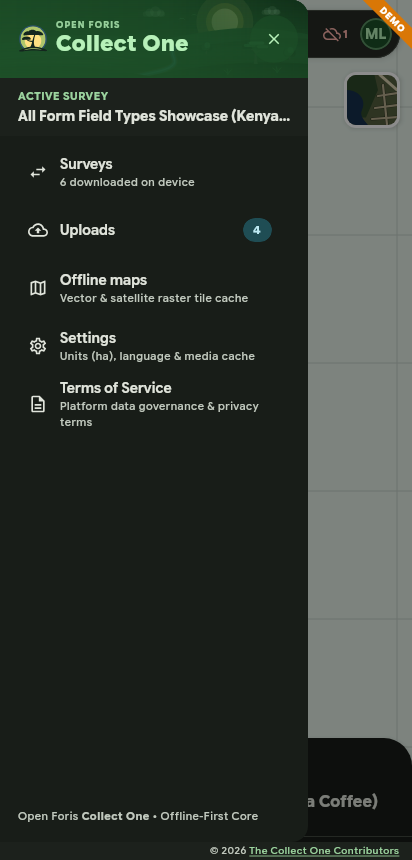 OPEN FORIS
Collect One
1
ML
DEMO
ACTIVE SURVEY
All Form Field Types Showcase (Kenya...
Surveys
6 downloaded on device
Uploads
4
Offline maps
Vector & satellite raster tile cache
Settings
Units (ha), language & media cache
Terms of Service
Platform data governance & privacy
terms
a Coffee)
Open Foris Collect One • Offline-First Core
© 2026 The Collect One Contributors